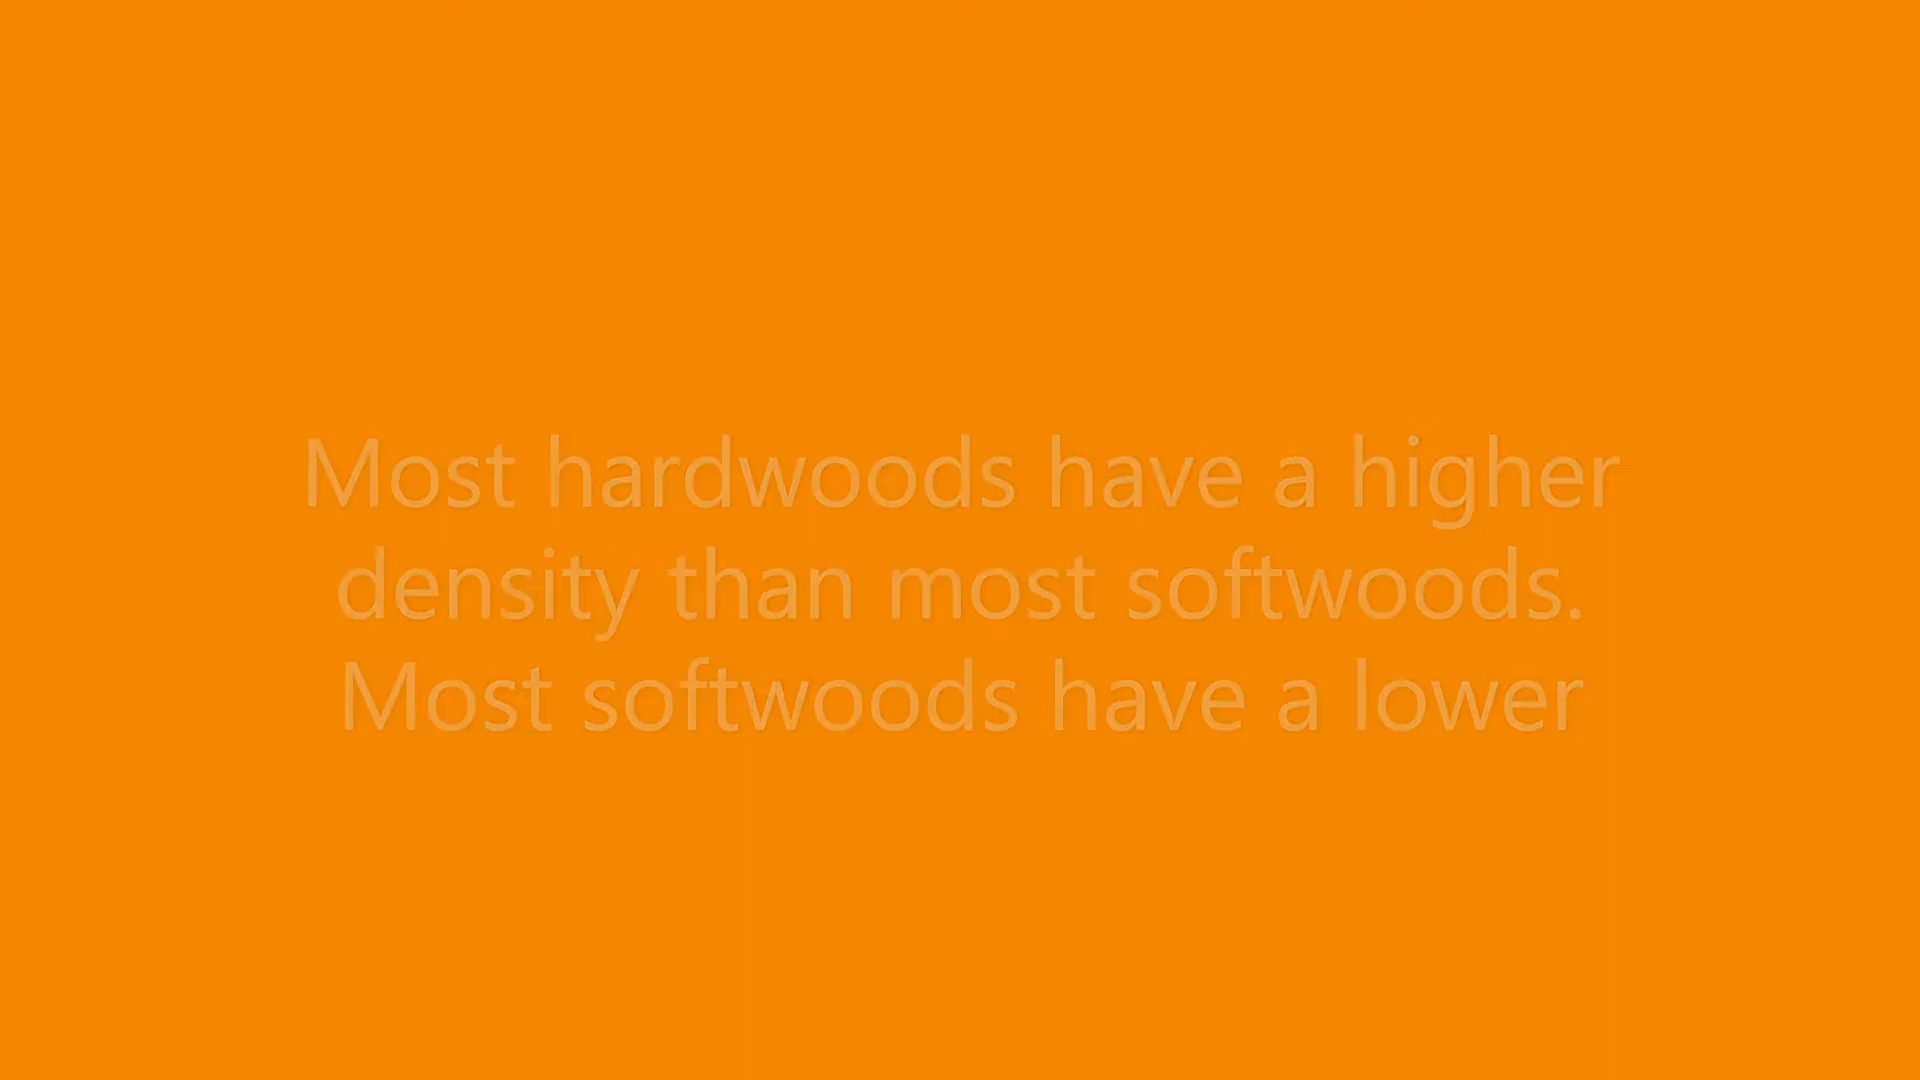 Most hardwoods have a higher
density than most softwoods.
Most softwoods have a lower